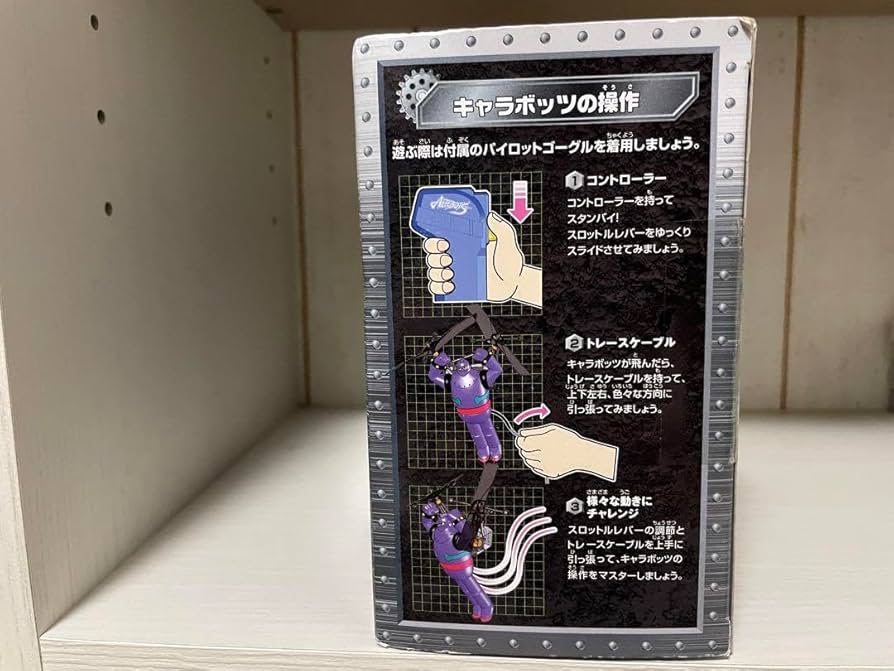 キャラボッツの操作
遊ぶ際は付属のパイロットゴーグルを着用しましょう。
1 コントローラー
コントローラーを持って
スタンバイ!
スロットルレバーをゆっくり
スライドさせてみましょう。
2 トレースケーブル
キャラボッツが飛んだら、
トレースケーブルを持って、
上下左右、色々な方向に
引っ張ってみましょう。
3 様々な動きに
チャレンジ
スロットルレバーの調節と
トレースケーブルを上手に
引っ張って、キャラボッツの
操作をマスターしましょう。